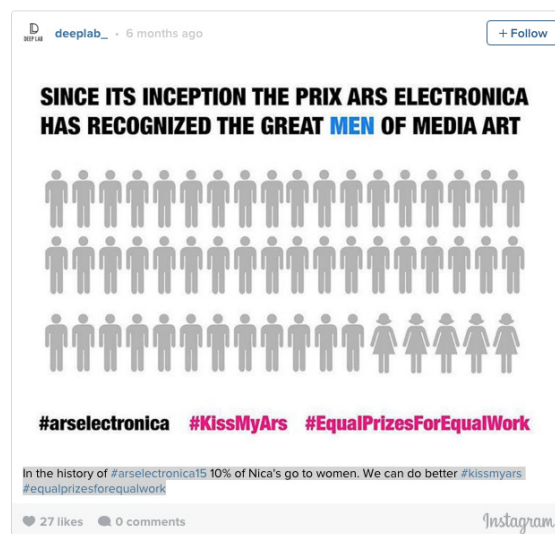 DEEP LAB
deeplab_ · 6 months ago
+ Follow
SINCE ITS INCEPTION THE PRIX ARS ELECTRONICA
HAS RECOGNIZED THE GREAT MEN OF MEDIA ART
#arselectronica #KissMyArs #EqualPrizesForEqualWork
In the history of #arselectronica15 10% of Nica's go to women. We can do better #kissmyars
#equalprizesforequalwork
27 likes 0 comments
Instagram